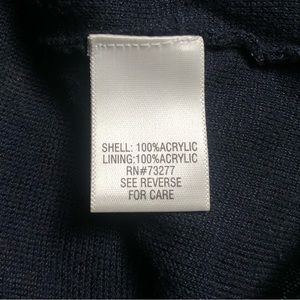 SHELL: 100%ACRYLIC
LINING:100%ACRYLIC
RN#73277
SEE REVERSE
FOR CARE